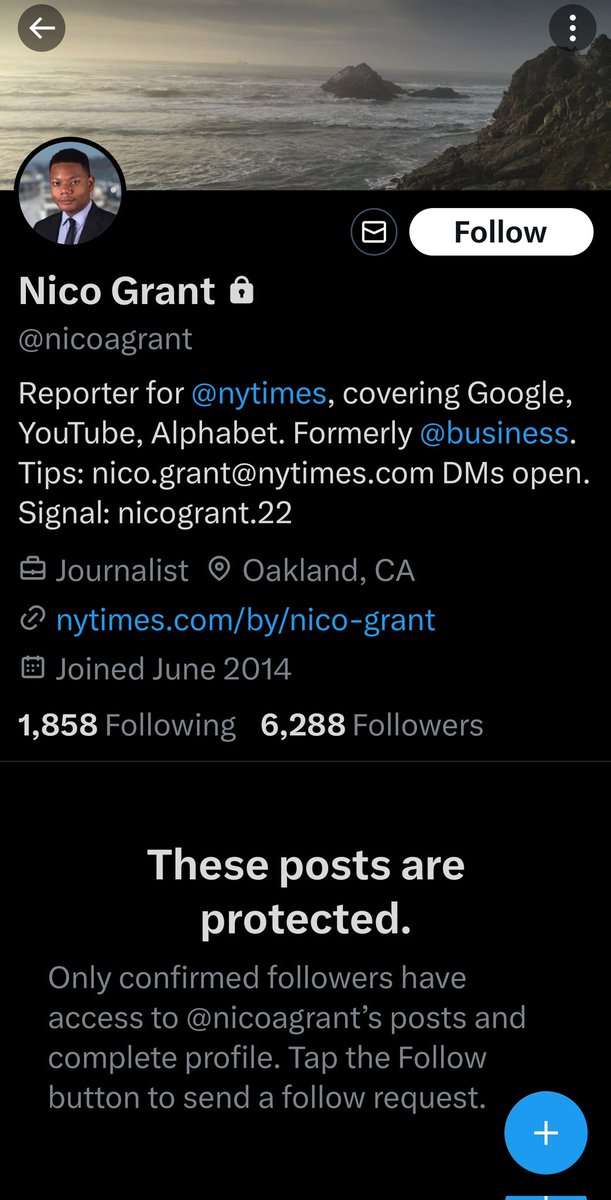 Follow
Nico Grant
@nicoagrant
Reporter for @nytimes, covering Google,
YouTube, Alphabet. Formerly @business.
Tips: nico.grant@nytimes.com DMs open.
Signal: nicogrant.22
Journalist Oakland, CA
nytimes.com/by/nico-grant
Joined June 2014
1,858 Following 6,288 Followers
These posts are
protected.
Only confirmed followers have
access to @nicoagrant’s posts and
complete profile. Tap the Follow
button to send a follow request.